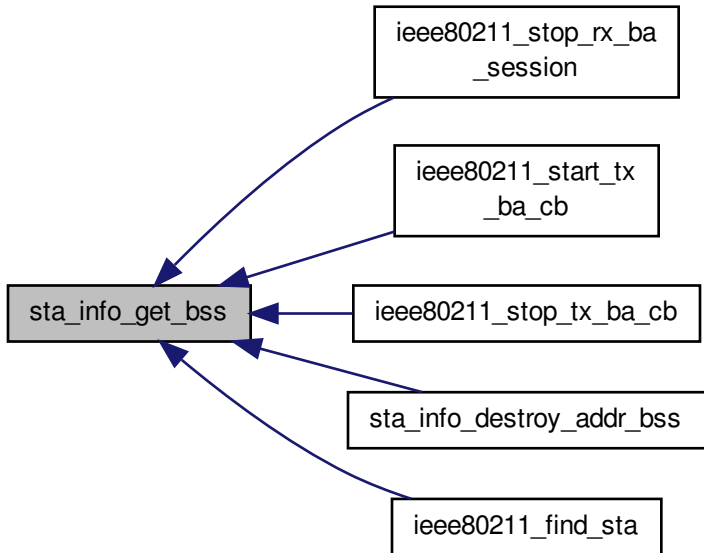 ieee80211_stop_rx_ba
_session
ieee80211_start_tx
_ba_cb
sta_info_get_bss
ieee80211_stop_tx_ba_cb
sta_info_destroy_addr_bss
ieee80211_find_sta